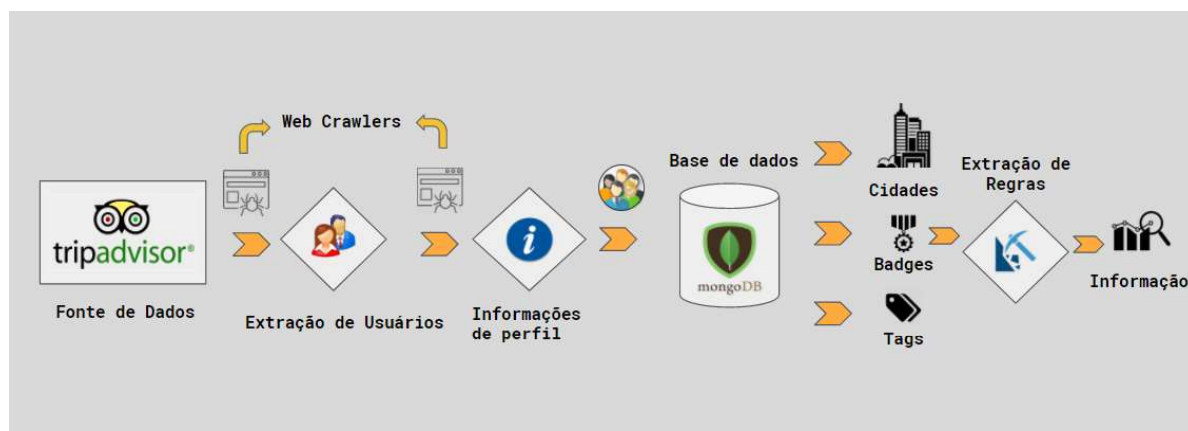 Web Crawlers
tripadvisor®
Fonte de Dados
Extração de Usuários
Informações
de perfil
Base de dados
mongoDB
Cidades
Badges
Tags
Extração de
Regras
Informação